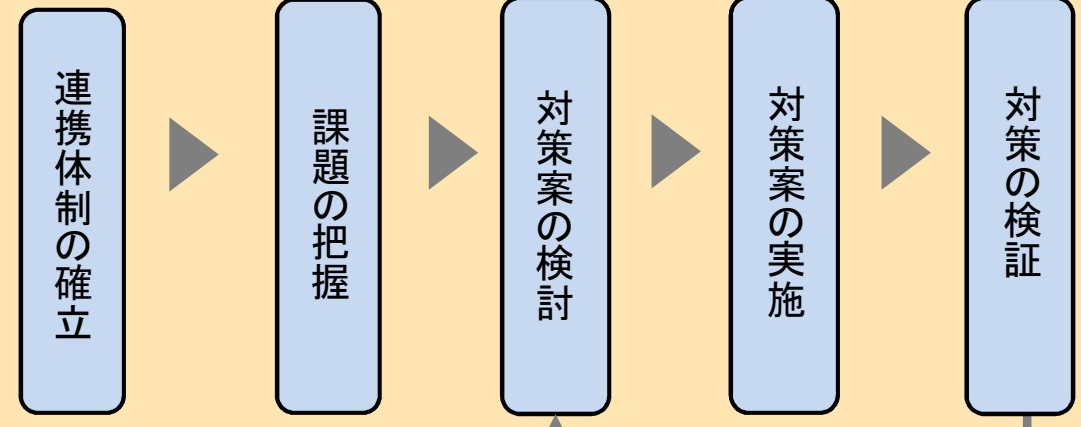 連携体制の確立
課題の把握
対策案の検討
対策案の実施
対策の検証